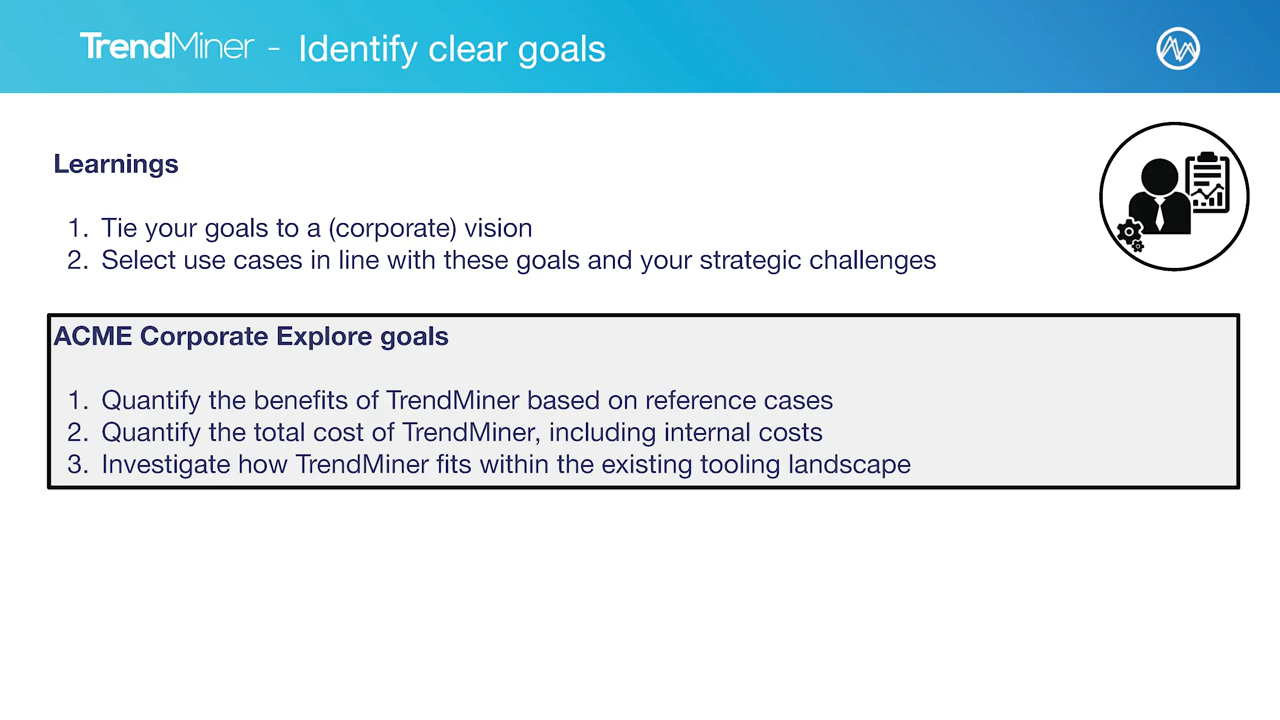 TrendMiner - Identify clear goals
Learnings
1. Tie your goals to a (corporate) vision
2. Select use cases in line with these goals and your strategic challenges
ACME Corporate Explore goals
1. Quantify the benefits of TrendMiner based on reference cases
2. Quantify the total cost of TrendMiner, including internal costs
3. Investigate how TrendMiner fits within the existing tooling landscape